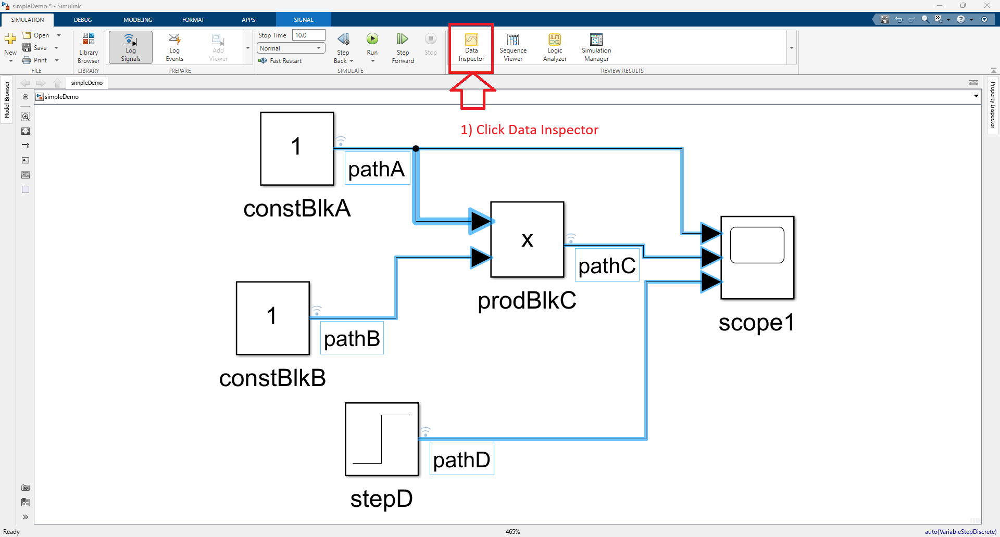 simpleDemo * - Simulink
SIMULATION DEBUG MODELING FORMAT APPS SIGNAL
New
Open
Save
Print
FILE
Library
Browser
LIBRARY
Log
Signals
Log
Events
Add
Viewer
PREPARE
Stop Time 10.0
Normal
Fast Restart
Step
Back
Run
Step
Forward
Stop
SIMULATE
Data
Inspector
Sequence
Viewer
Logic
Analyzer
Simulation
Manager
REVIEW RESULTS
Model Browser
simpleDemo
simpleDemo
Property Inspector
1) Click Data Inspector
1
pathA
constBlkA
x
pathC
prodBlkC
scope1
1
pathB
constBlkB
pathD
stepD
Ready
465%
auto(VariableStepDiscrete)